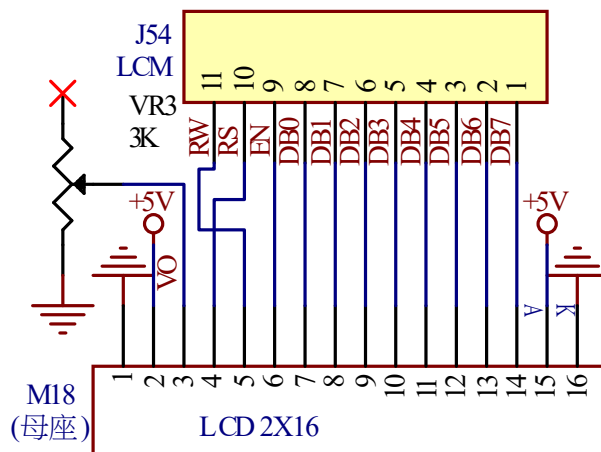 J54
LCM
VR3
3K
11 10 9 8 7 6 5 4 3 2 1
RW RS EN DB0 DB1 DB2 DB3 DB4 DB5 DB6 DB7
+5V
+5V
VO
A K
1 2 3 4 5 6 7 8 9 10 11 12 13 14 15 16
M18
(母座)
LCD 2X16